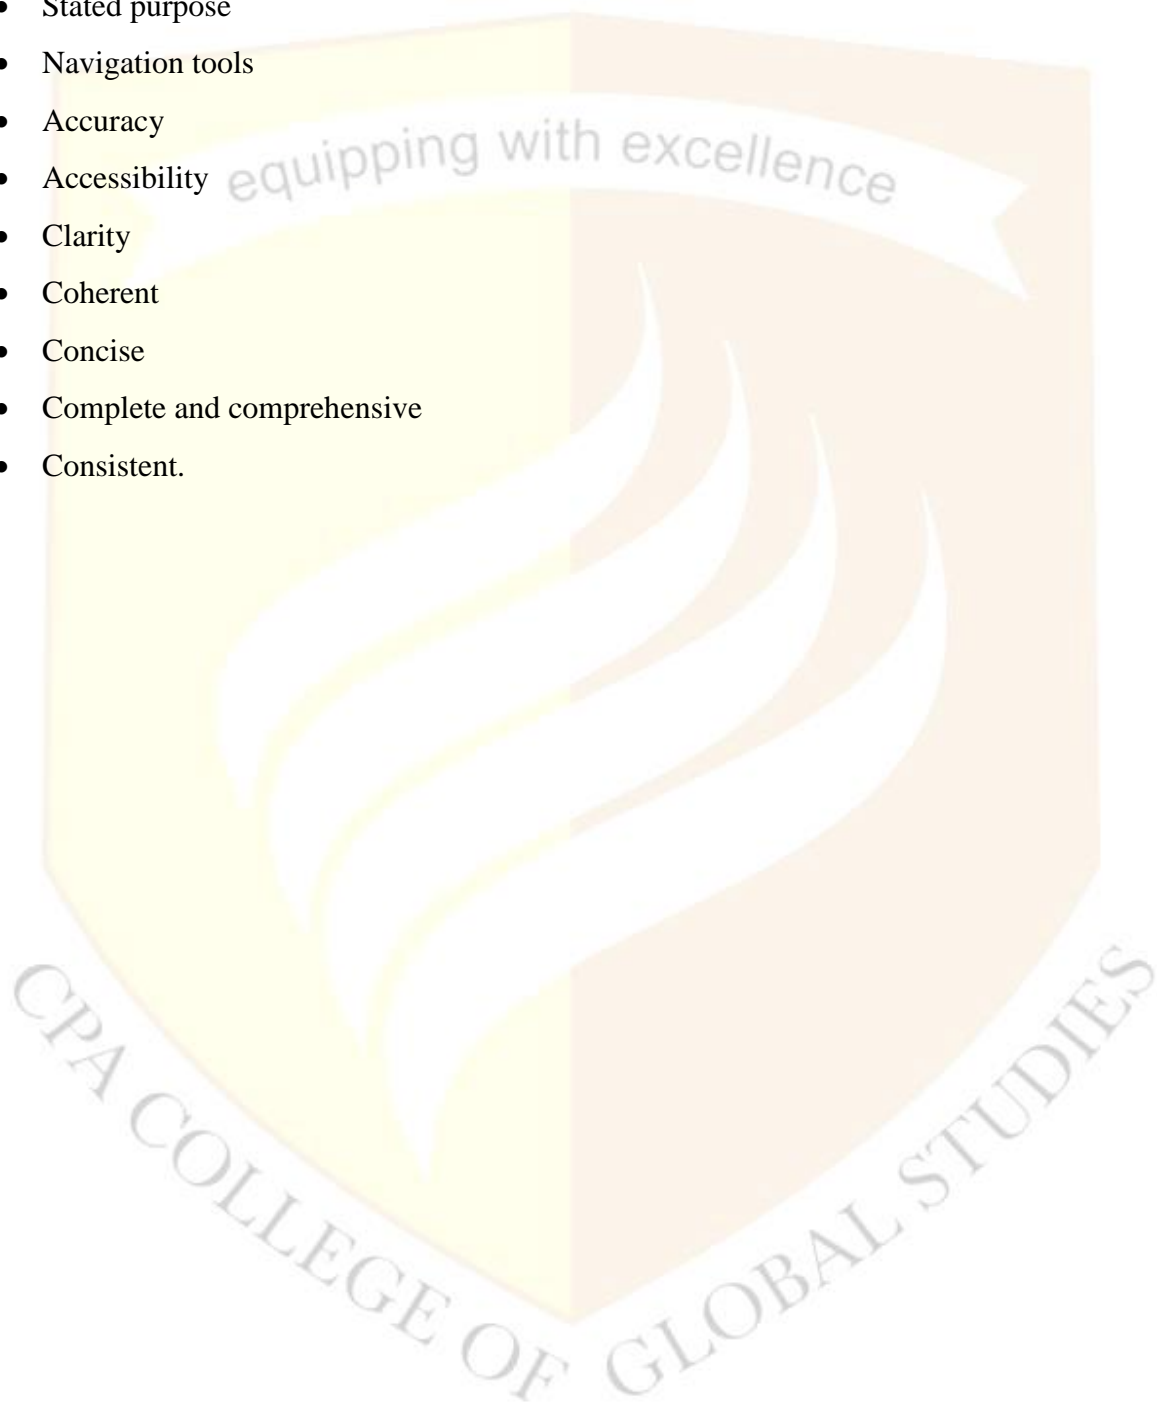 • Stated purpose
• Navigation tools
• Accuracy
• Accessibility
• Clarity
• Coherent
• Concise
• Complete and comprehensive
• Consistent.
equipping with excellence
CPA COLLEGE OF GLOBAL STUDIES